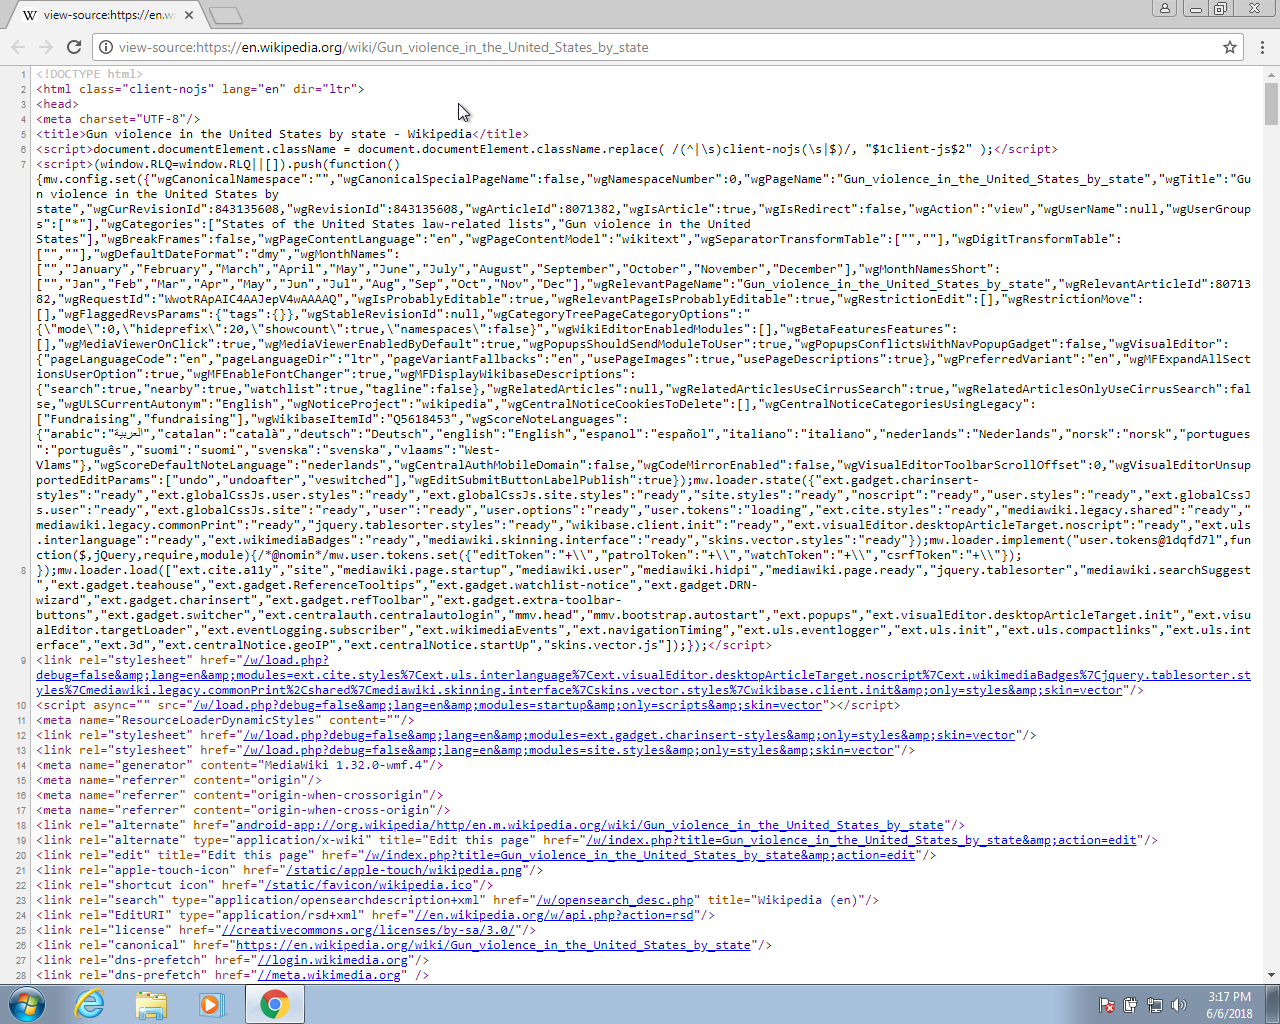 view-source:https://en.w
view-source:https://en.wikipedia.org/wiki/Gun_violence_in_the_United_States_by_state
1 <!DOCTYPE html>
2 <html class="client-nojs" lang="en" dir="ltr">
3 <head>
4 <meta charset="UTF-8"/>
5 <title>Gun violence in the United States by state - Wikipedia</title>
6 <script>document.documentElement.className = document.documentElement.className.replace( /(^|\s)client-nojs(\s|$)/, "$1client-js$2" );</script>
7 <script>(window.RLQ=window.RLQ||[]).push(function()
{mw.config.set({"wgCanonicalNamespace":"","wgCanonicalSpecialPageName":false,"wgNamespaceNumber":0,"wgPageName":"Gun_violence_in_the_United_States_by_state","wgTitle":"Gu
n violence in the United States by
state","wgCurRevisionId":843135608,"wgRevisionId":843135608,"wgArticleId":8071382,"wgIsArticle":true,"wgIsRedirect":false,"wgAction":"view","wgUserName":null,"wgUserGroup
s":["*"],"wgCategories":["States of the United States law-related lists","Gun violence in the United
States"],"wgBreakFrames":false,"wgPageContentLanguage":"en","wgPageContentModel":"wikitext","wgSeparatorTransformTable":["",""],"wgDigitTransformTable":
["",""],"wgDefaultDateFormat":"dmy","wgMonthNames":
["","January","February","March","April","May","June","July","August","September","October","November","December"],"wgMonthNamesShort":
["","Jan","Feb","Mar","Apr","May","Jun","Jul","Aug","Sep","Oct","Nov","Dec"],"wgRelevantPageName":"Gun_violence_in_the_United_States_by_state","wgRelevantArticleId":80713
82,"wgRequestId":"WwotRApAIC4AAJepV4wAAAAQ","wgIsProbablyEditable":true,"wgRelevantPageIsProbablyEditable":true,"wgRestrictionEdit":[],"wgRestrictionMove":
[],"wgFlaggedRevsParams":{"tags":{}},"wgStableRevisionId":null,"wgCategoryTreePageCategoryOptions":"
{\"mode\":0,\"hideprefix\":20,\"showcount\":true,\"namespaces\":false}","wgWikiEditorEnabledModules":[],"wgBetaFeaturesFeatures":
[],"wgMediaViewerOnClick":true,"wgMediaViewerEnabledByDefault":true,"wgPopupsShouldSendModuleToUser":true,"wgPopupsConflictsWithNavPopupGadget":false,"wgVisualEditor":
{"pageLanguageCode":"en","pageLanguageDir":"ltr","pageVariantFallbacks":"en","usePageImages":true,"usePageDescriptions":true},"wgPreferredVariant":"en","wgMFExpandAllSect
ionsUserOption":true,"wgMFEnableFontChanger":true,"wgMFDisplayWikibaseDescriptions":
{"search":true,"nearby":true,"watchlist":true,"tagline":false},"wgRelatedArticles":null,"wgRelatedArticlesUseCirrusSearch":true,"wgRelatedArticlesOnlyUseCirrusSearch":fal
se,"wgULSCurrentAutonym":"English","wgNoticeProject":"wikipedia","wgCentralNoticeCookiesToDelete":[],"wgCentralNoticeCategoriesUsingLegacy":
["Fundraising","fundraising"],"wgWikibaseItemId":"Q5618453","wgScoreNoteLanguages":
{"arabic":"العربية","catalan":"català","deutsch":"Deutsch","english":"English","espanol":"español","italiano":"italiano","nederlands":"Nederlands","norsk":"norsk","portugues
":"português","suomi":"suomi","svenska":"svenska","vlaams":"West-
Vlams"},"wgScoreDefaultNoteLanguage":"nederlands","wgCentralAuthMobileDomain":false,"wgCodeMirrorEnabled":false,"wgVisualEditorToolbarScrollOffset":0,"wgVisualEditorUnsup
portedEditParams":["undo","undoafter","veswitched"],"wgEditSubmitButtonLabelPublish":true});mw.loader.state({"ext.gadget.charinsert-
styles":"ready","ext.globalCssJs.user.styles":"ready","ext.globalCssJs.site.styles":"ready","site.styles":"ready","noscript":"ready","user.styles":"ready","ext.globalCssJ
s.user":"ready","ext.globalCssJs.site":"ready","user":"ready","user.options":"ready","user.tokens":"loading","ext.cite.styles":"ready","mediawiki.legacy.shared":"ready","
mediawiki.legacy.commonPrint":"ready","jquery.tablesorter.styles":"ready","wikibase.client.init":"ready","ext.visualEditor.desktopArticleTarget.noscript":"ready","ext.uls
.interlanguage":"ready","ext.wikimediaBadges":"ready","mediawiki.skinning.interface":"ready","skins.vector.styles":"ready"});mw.loader.implement("user.tokens@1dqfd7l",fun
ction($,jQuery,require,module){/*@nomin*/mw.user.tokens.set({"editToken":"+\\","patrolToken":"+\\","watchToken":"+\\","csrfToken":"+\\"});
8 });mw.loader.load(["ext.cite.a11y","site","mediawiki.page.startup","mediawiki.user","mediawiki.hidpi","mediawiki.page.ready","jquery.tablesorter","mediawiki.searchSuggest
","ext.gadget.teahouse","ext.gadget.ReferenceTooltips","ext.gadget.watchlist-notice","ext.gadget.DRN-
wizard","ext.gadget.charinsert","ext.gadget.refToolbar","ext.gadget.extra-toolbar-
buttons","ext.gadget.switcher","ext.centralauth.centralautologin","mmv.head","mmv.bootstrap.autostart","ext.popups","ext.visualEditor.desktopArticleTarget.init","ext.visu
alEditor.targetLoader","ext.eventLogging.subscriber","ext.wikimediaEvents","ext.navigationTiming","ext.uls.eventlogger","ext.uls.init","ext.uls.compactlinks","ext.uls.int
erface","ext.3d","ext.centralNotice.geoIP","ext.centralNotice.startUp","skins.vector.js"]);});</script>
9 <link rel="stylesheet" href="/w/load.php?
debug=false&amp;lang=en&amp;modules=ext.cite.styles%7Cext.uls.interlanguage%7Cext.visualEditor.desktopArticleTarget.noscript%7Cext.wikimediaBadges%7Cjquery.tablesorter.st
yles%7Cmediawiki.legacy.commonPrint%2Cshared%7Cmediawiki.skinning.interface%7Cskins.vector.styles%7Cwikibase.client.init&amp;only=styles&amp;skin=vector"/>
10 <script async="" src="/w/load.php?debug=false&amp;lang=en&amp;modules=startup&amp;only=scripts&amp;skin=vector"></script>
11 <meta name="ResourceLoaderDynamicStyles" content=""/>
12 <link rel="stylesheet" href="/w/load.php?debug=false&amp;lang=en&amp;modules=ext.gadget.charinsert-styles&amp;only=styles&amp;skin=vector"/>
13 <link rel="stylesheet" href="/w/load.php?debug=false&amp;lang=en&amp;modules=site.styles&amp;only=styles&amp;skin=vector"/>
14 <meta name="generator" content="MediaWiki 1.32.0-wmf.4"/>
15 <meta name="referrer" content="origin"/>
16 <meta name="referrer" content="origin-when-crossorigin"/>
17 <meta name="referrer" content="origin-when-cross-origin"/>
18 <link rel="alternate" href="android-app://org.wikipedia/http/en.m.wikipedia.org/wiki/Gun_violence_in_the_United_States_by_state"/>
19 <link rel="alternate" type="application/x-wiki" title="Edit this page" href="/w/index.php?title=Gun_violence_in_the_United_States_by_state&amp;action=edit"/>
20 <link rel="edit" title="Edit this page" href="/w/index.php?title=Gun_violence_in_the_United_States_by_state&amp;action=edit"/>
21 <link rel="apple-touch-icon" href="/static/apple-touch/wikipedia.png"/>
22 <link rel="shortcut icon" href="/static/favicon/wikipedia.ico"/>
23 <link rel="search" type="application/opensearchdescription+xml" href="/w/opensearch_desc.php" title="Wikipedia (en)"/>
24 <link rel="EditURI" type="application/rsd+xml" href="//en.wikipedia.org/w/api.php?action=rsd"/>
25 <link rel="license" href="//creativecommons.org/licenses/by-sa/3.0/"/>
26 <link rel="canonical" href="https://en.wikipedia.org/wiki/Gun_violence_in_the_United_States_by_state"/>
27 <link rel="dns-prefetch" href="//login.wikimedia.org"/>
28 <link rel="dns-prefetch" href="//meta.wikimedia.org" />
3:17 PM
6/6/2018